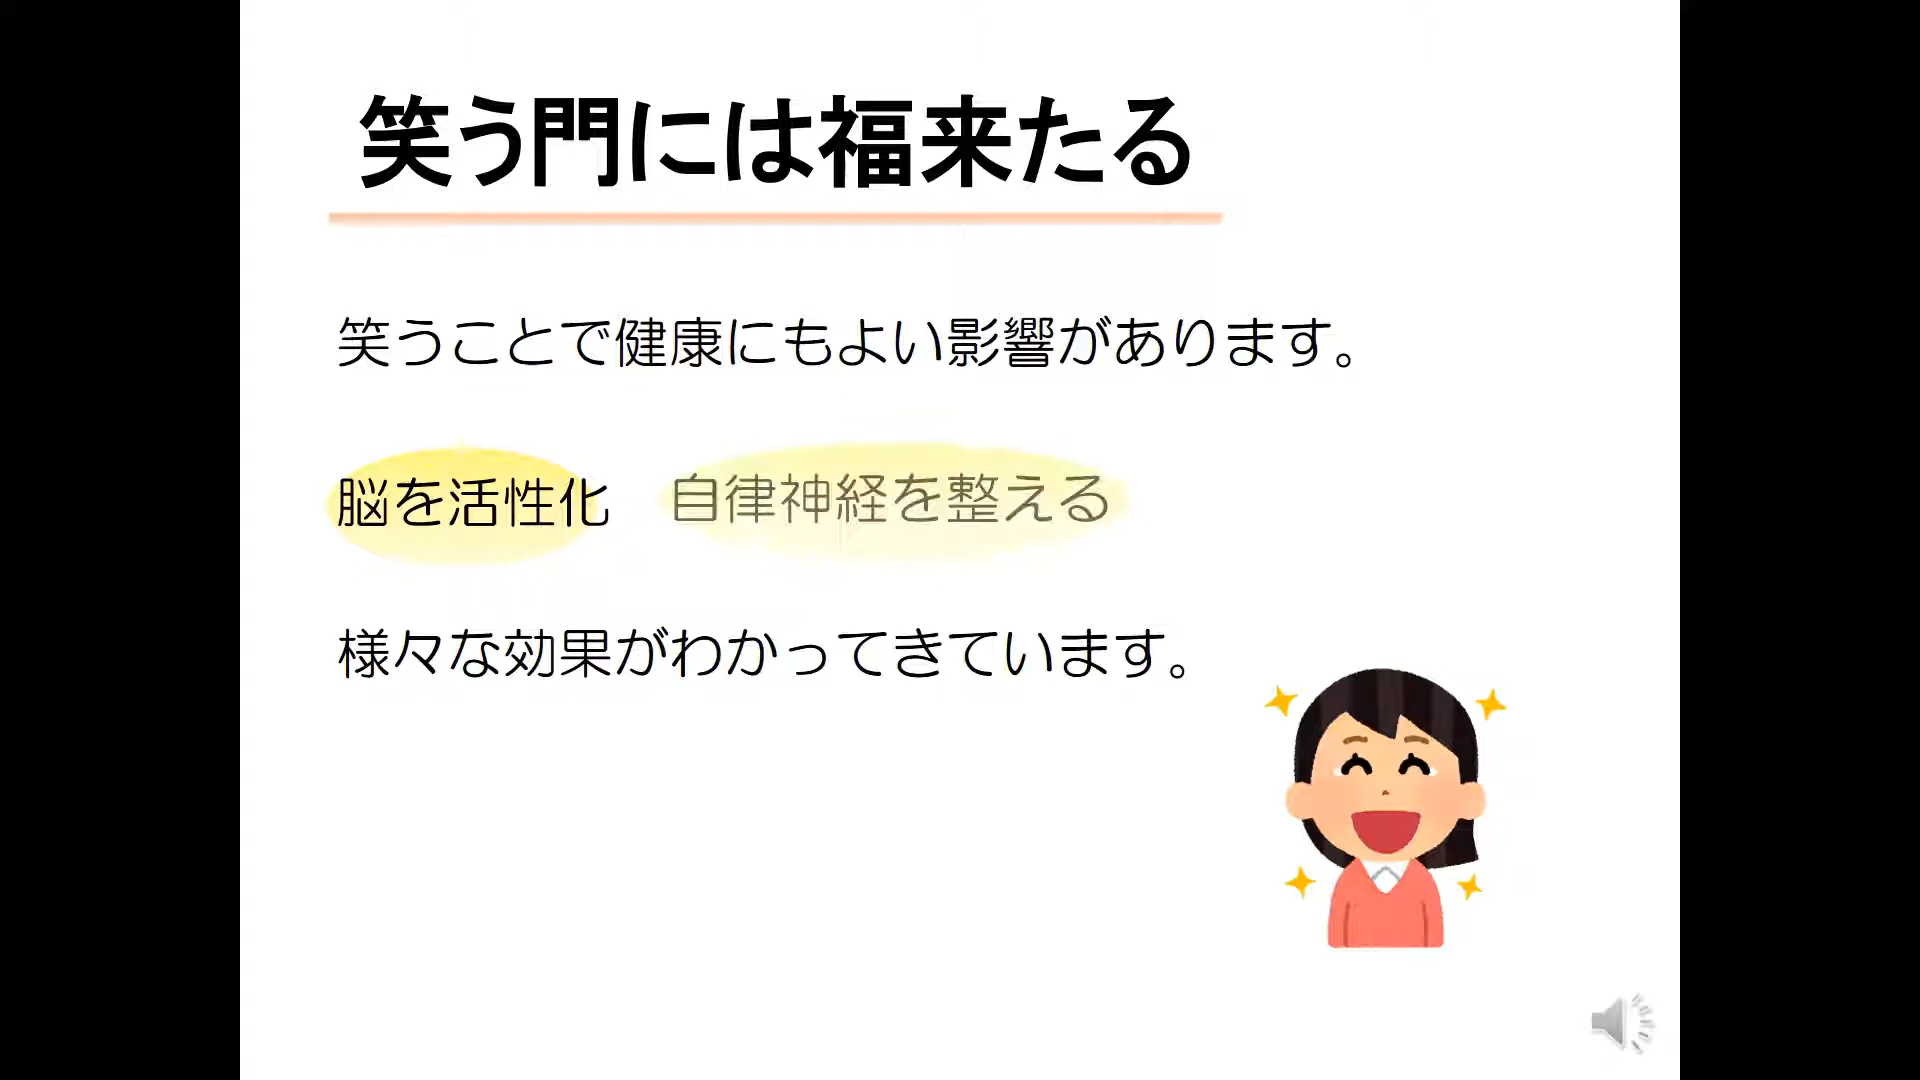 笑う門には福来たる
笑うことで健康にもよい影響があります。
脳を活性化　自律神経を整える
様々な効果がわかってきています。